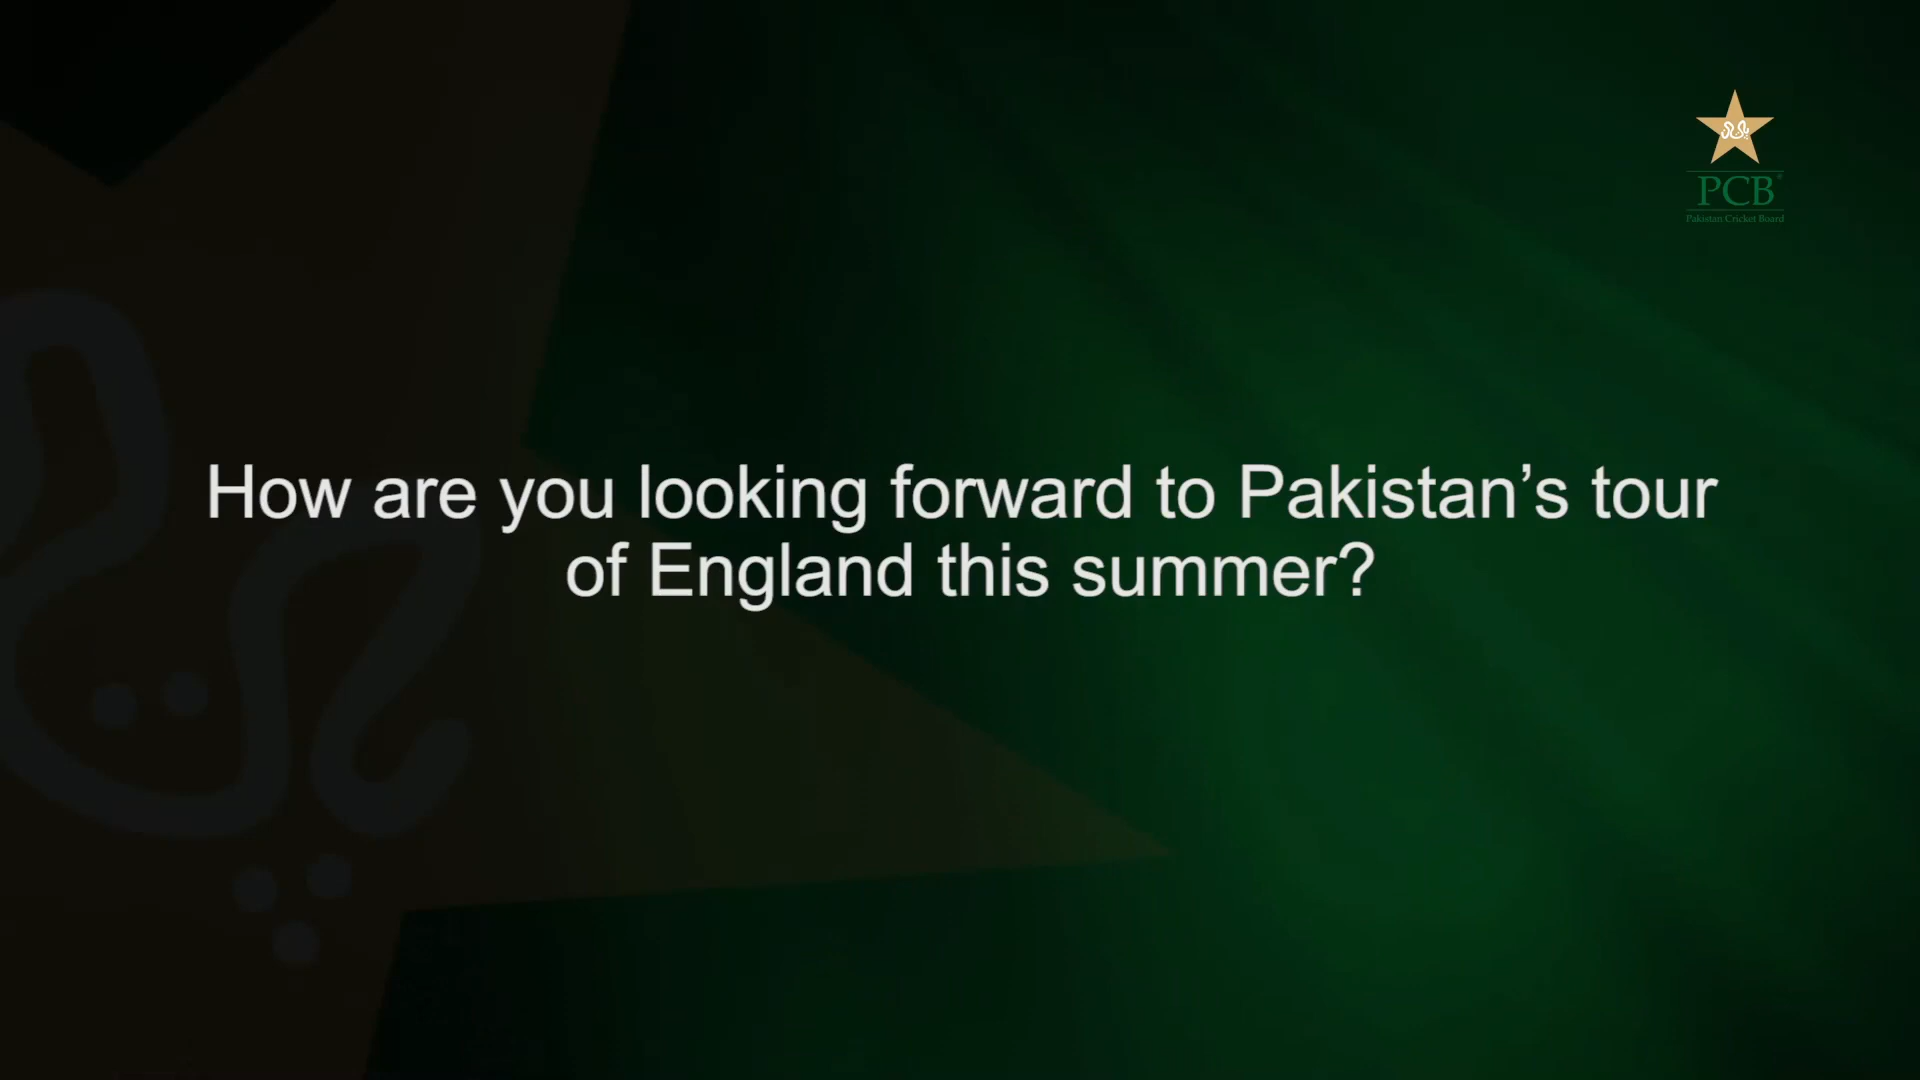 PCB
Pakistan Cricket Board
How are you looking forward to Pakistan’s tour
of England this summer?